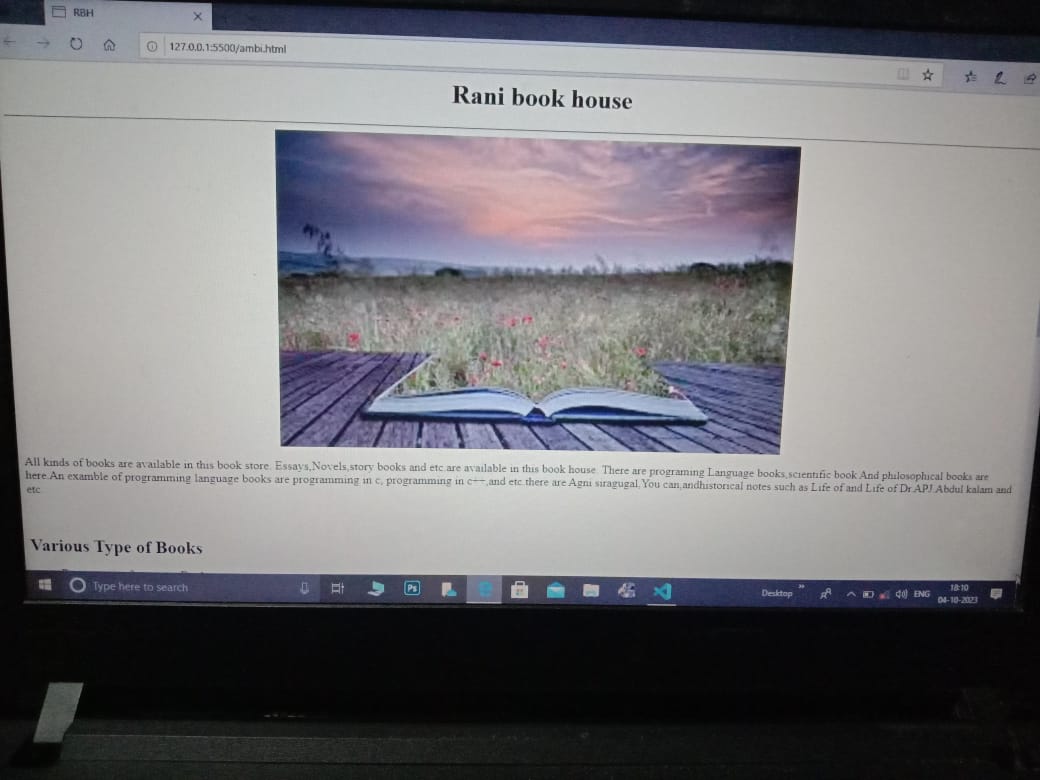 RBH
127.0.0.1:5500/ambi.html
Rani book house
All kinds of books are available in this book store. Essays,Novels,story books and etc.are available in this book house. There are programing Language books,scientific book And philosophical books are
here.An examble of programming language books are programming in c, programming in c++,and etc.there are Agni siragugal,You can,andhistorical notes such as Life of and Life of Dr.APJ.Abdul kalam and
etc.
Various Type of Books
Type here to search
Ps
Desktop
ENG
18:10
04-10-2023